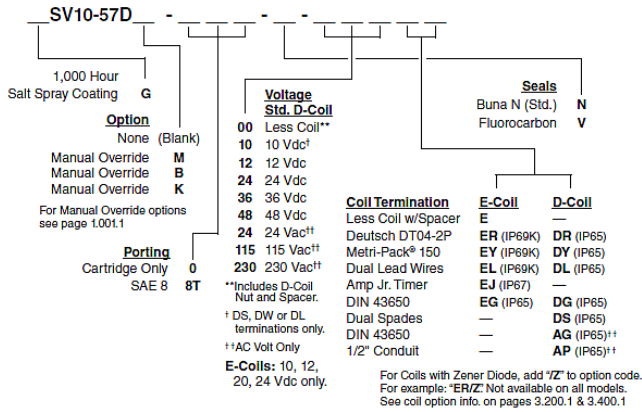 __SV10-57D__ - __ __ __ - __ - __ __ __ __ __
1,000 Hour
Salt Spray Coating G
Option
None (Blank)
Manual Override M
Manual Override B
Manual Override K
For Manual Override options
see page 1.001.1
Porting
Cartridge Only 0
SAE 8 8T
Voltage
Std. D-Coil
00 Less Coil**
10 10 Vdc†
12 12 Vdc
24 24 Vdc
36 36 Vdc
48 48 Vdc
24 24 Vac††
115 115 Vac††
230 230 Vac††
**Includes D-Coil
Nut and Spacer.
† DS, DW or DL
terminations only.
††AC Volt Only
E-Coils: 10, 12,
20, 24 Vdc only.
Seals
Buna N (Std.) N
Fluorocarbon V
Coil Termination E-Coil D-Coil
Less Coil w/Spacer E —
Deutsch DT04-2P ER (IP69K) DR (IP65)
Metri-Pack® 150 EY (IP69K) DY (IP65)
Dual Lead Wires EL (IP69K) DL (IP65)
Amp Jr. Timer EJ (IP67) —
DIN 43650 EG (IP65) DG (IP65)
Dual Spades — DS (IP65)
DIN 43650 — AG (IP65)††
1/2" Conduit — AP (IP65)††
For Coils with Zener Diode, add "/Z" to option code.
For example: "ER/Z". Not available on all models.
See coil option info. on pages 3.200.1 & 3.400.1